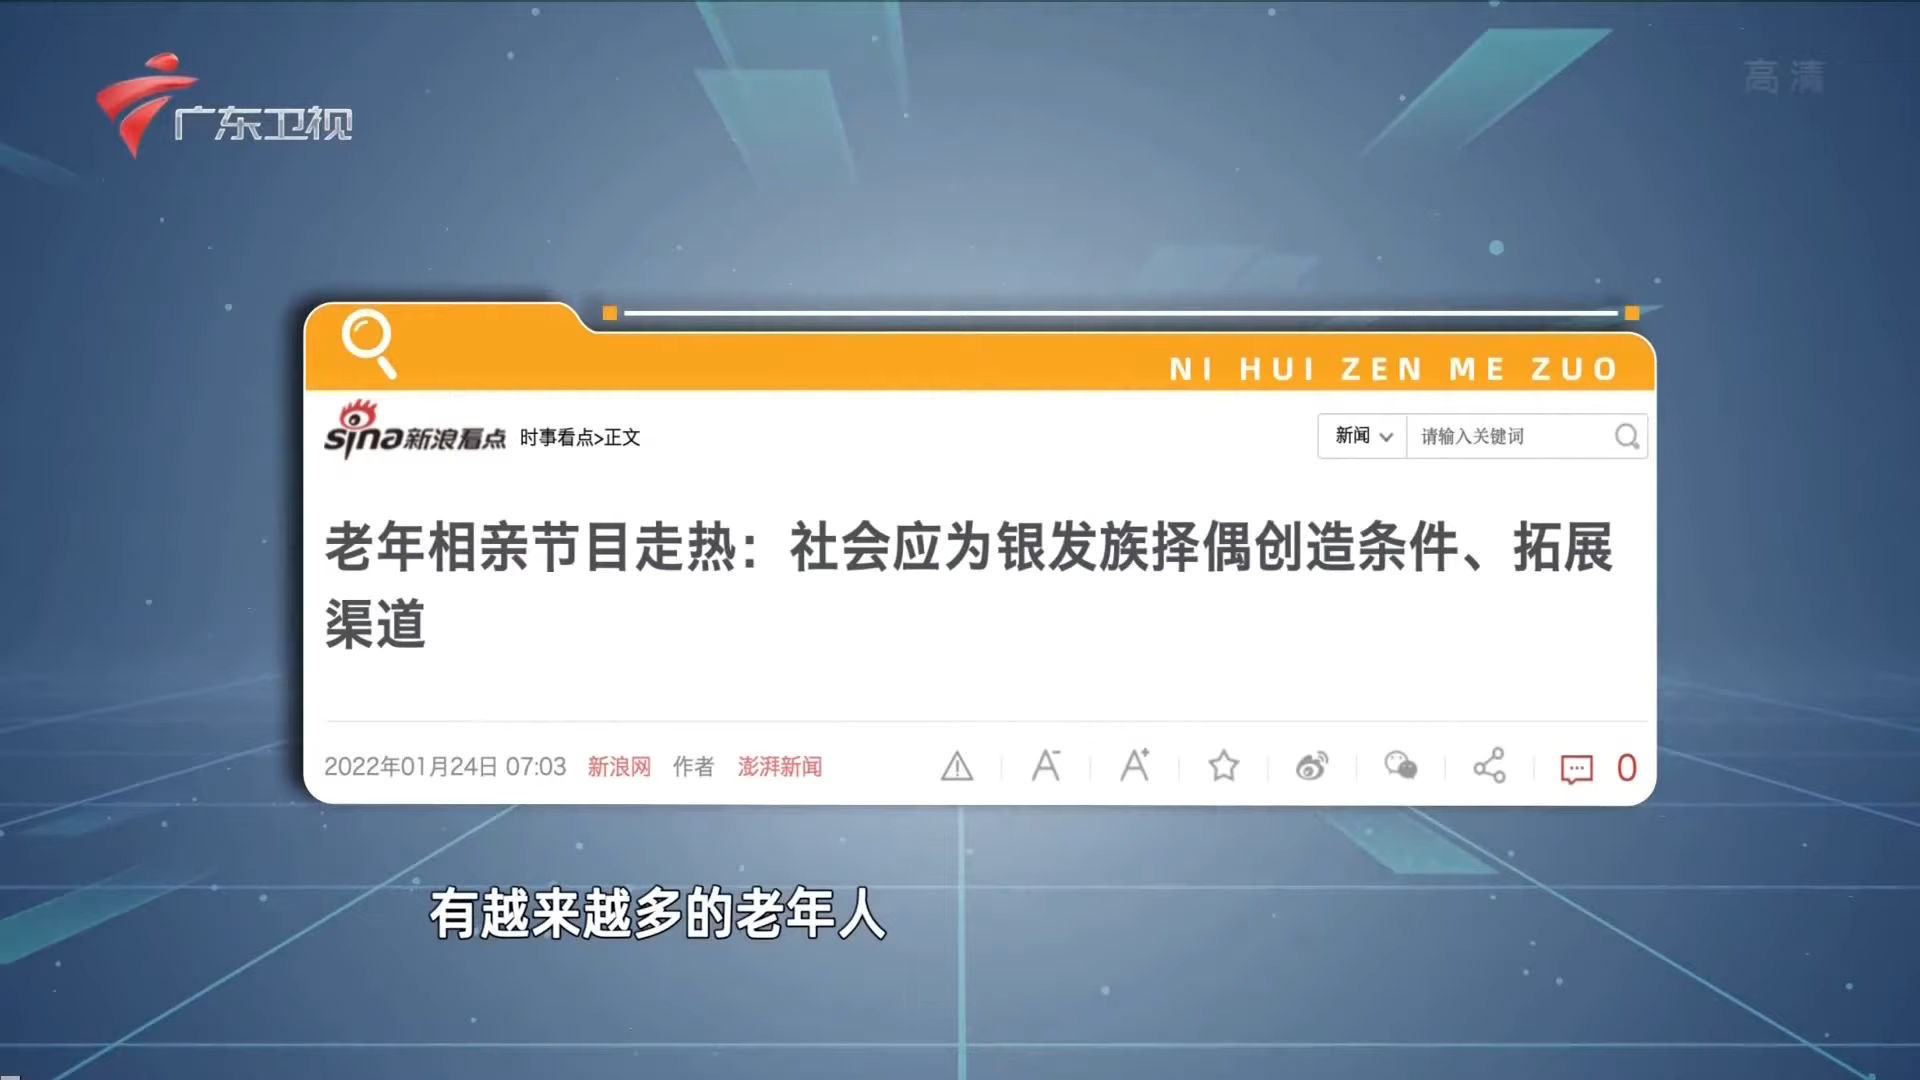 广东卫视
高清
NI HUI ZEN ME ZUO
sina新浪看点 时事看点>正文
新闻 请输入关键词
老年相亲节目走热：社会应为银发族择偶创造条件、拓展
渠道
2022年01月24日 07:03 新浪网 作者 澎湃新闻
A- A+ 0
有越来越多的老年人